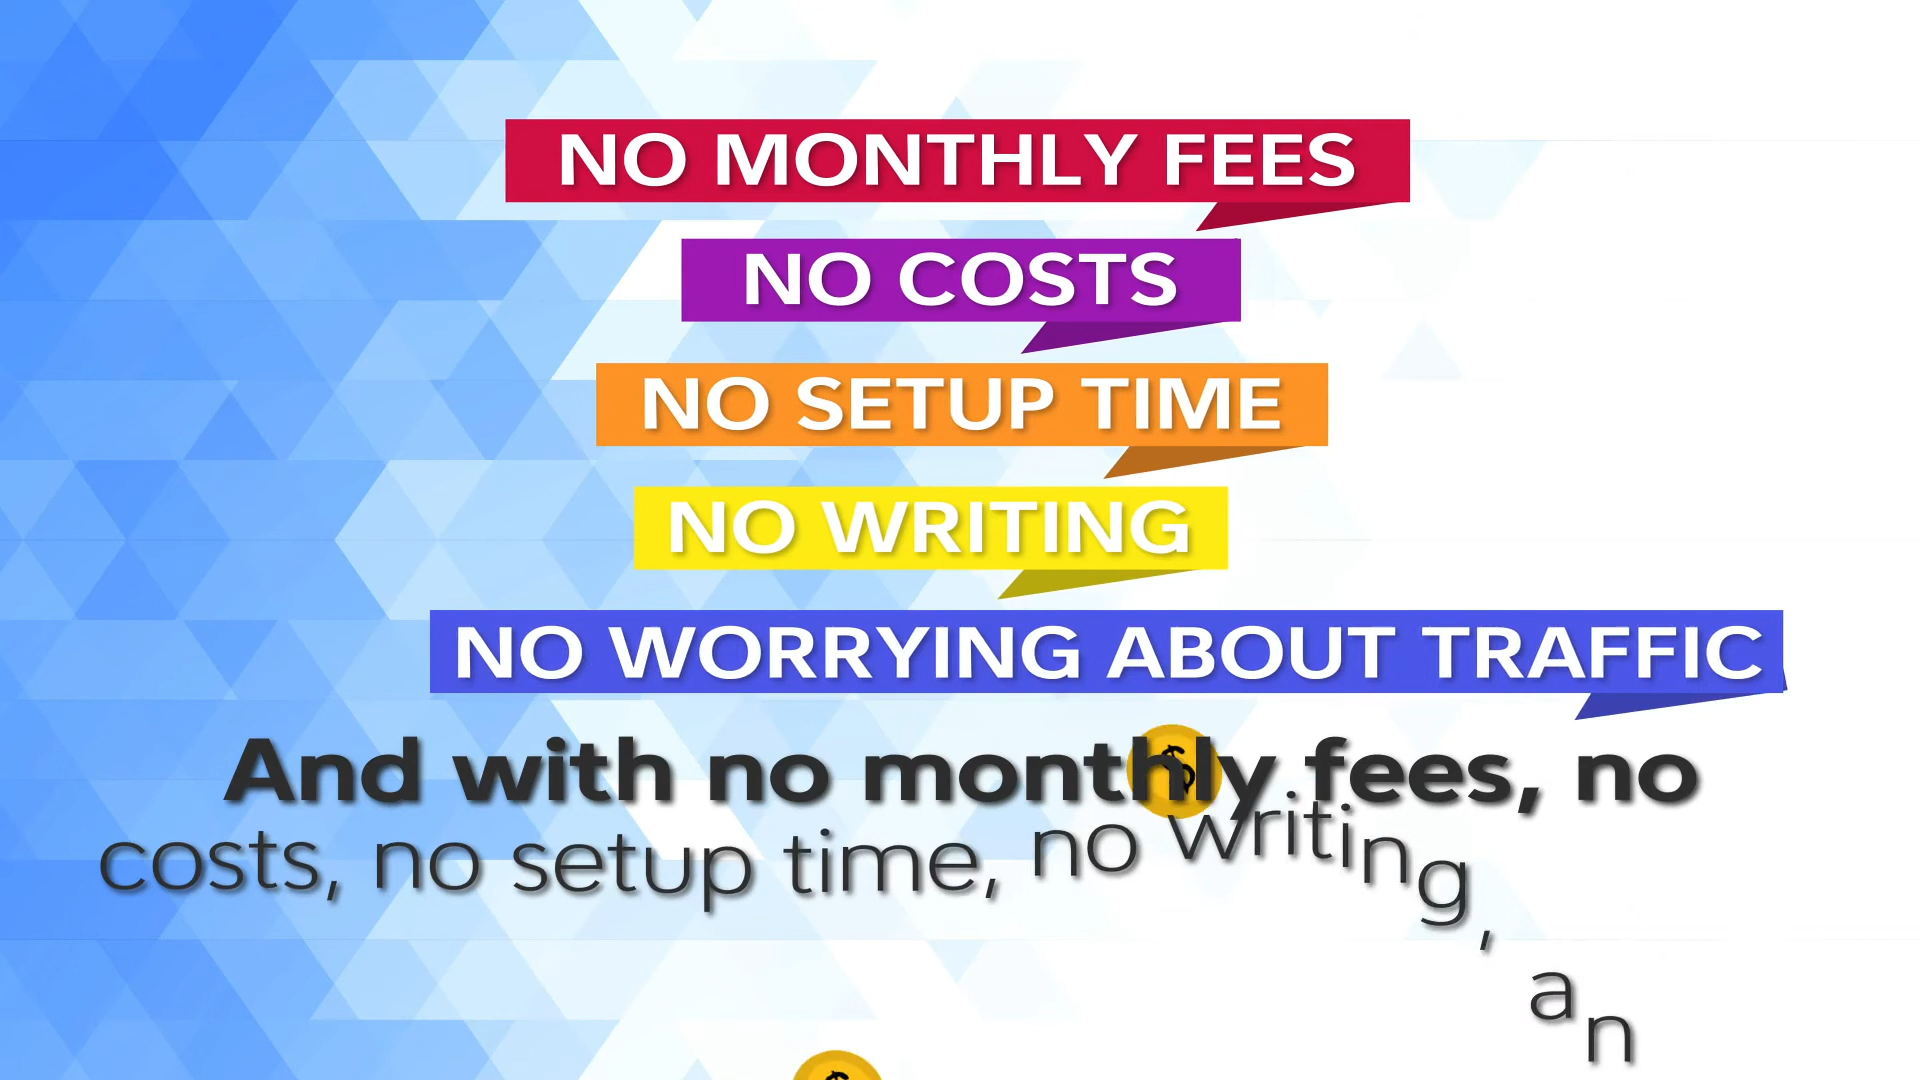 NO MONTHLY FEES
NO COSTS
NO SETUP TIME
NO WRITING
NO WORRYING ABOUT TRAFFIC
And with no monthly fees, no
costs, no setup time, no writing, an